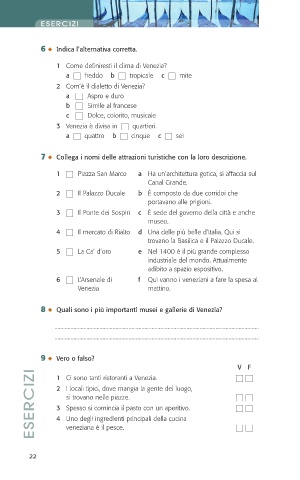 ESERCIZI
6 ◆ Indica l'alternativa corretta.
1 Come definiresti il clima di Venezia?
a □ freddo b □ tropicale c □ mite
2 Com'è il dialetto di Venezia?
a □ Aspro e duro
b □ Simile al francese
c □ Dolce, colorito, musicale
3 Venezia è divisa in □ quartieri.
a □ quattro b □ cinque c □ sei
7 ◆ Collega i nomi delle attrazioni turistiche con la loro descrizione.
1 □ Piazza San Marco a Ha un'architettura gotica, si affaccia sul
Canal Grande.
2 □ Il Palazzo Ducale b È composto da due corridoi che
portavano alle prigioni.
3 □ Il Ponte dei Sospiri c È sede del governo della città e anche
museo.
4 □ Il mercato di Rialto d Una delle più belle d'Italia. Qui si
trovano la Basilica e il Palazzo Ducale.
5 □ La Ca' d'oro e Nel 1400 è il più grande complesso
industriale del mondo. Attualmente
adibito a spazio espositivo.
6 □ L'Arsenale di f Qui vanno i veneziani a fare la spesa al
Venezia mattino.
8 ◆ Quali sono i più importanti musei e gallerie di Venezia?
9 ◆ Vero o falso?
V F
1 Ci sono tanti ristoranti a Venezia. □ □
2 I locali tipici, dove mangia la gente del luogo,
si trovano nelle piazze. □ □
3 Spesso si comincia il pasto con un aperitivo. □ □
4 Uno degli ingredienti principali della cucina
veneziana è il pesce. □ □
ESERCIZI
22